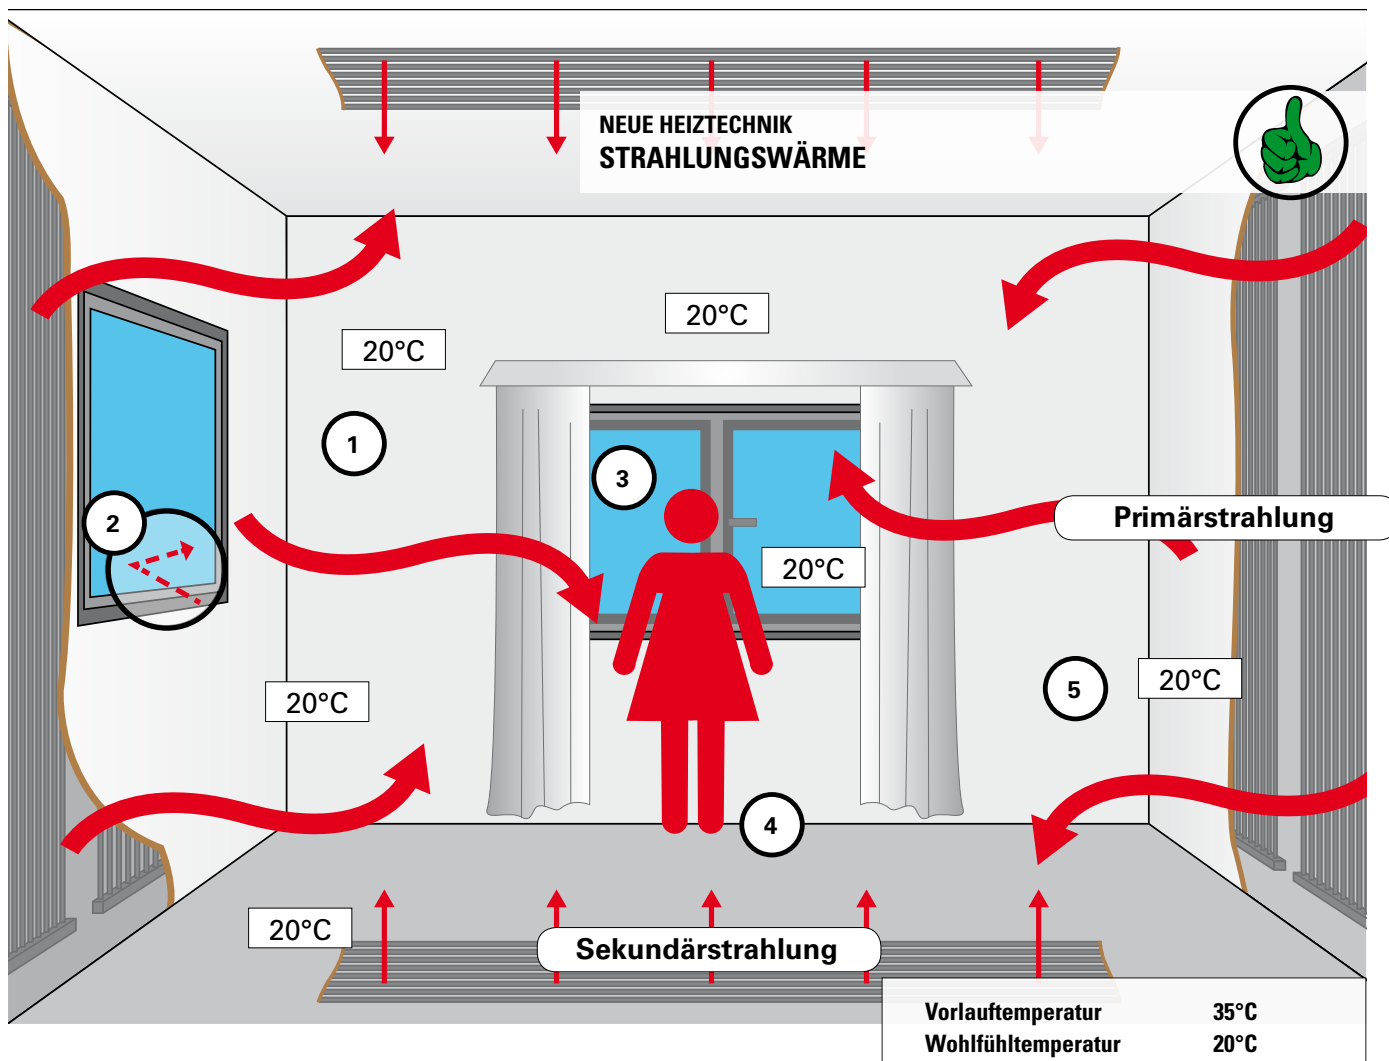 NEUE HEIZTECHNIK
STRAHLUNGSWÄRME
20°C
20°C
1
3
2
Primärstrahlung
20°C
5
20°C
20°C
4
20°C
Sekundärstrahlung
Vorlauftemperatur 35°C
Wohlfühltemperatur 20°C